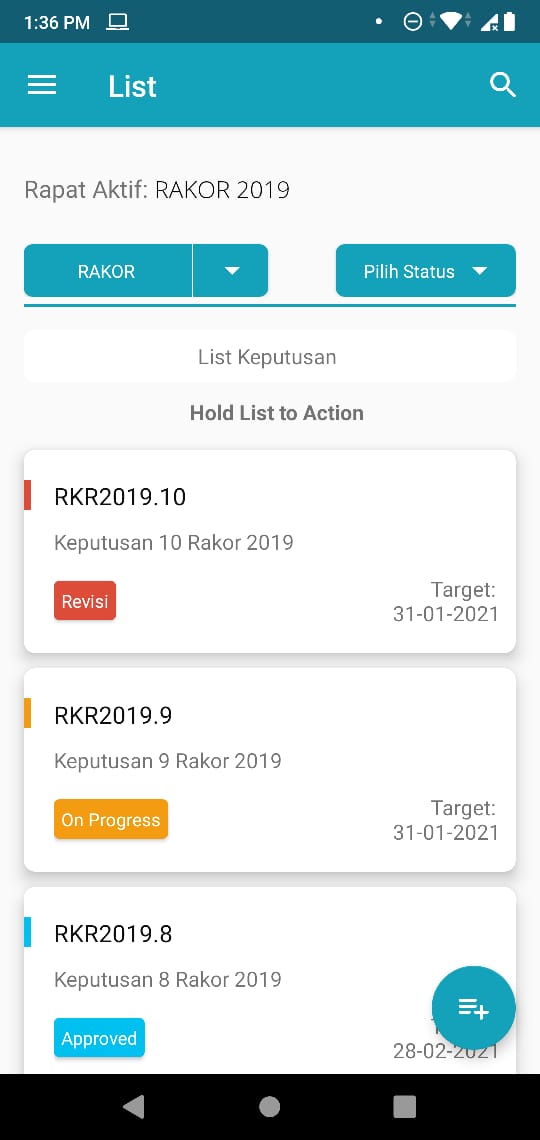 1:36 PM
List
Rapat Aktif: RAKOR 2019
RAKOR
Pilih Status
List Keputusan
Hold List to Action
RKR2019.10
Keputusan 10 Rakor 2019
Revisi
Target:
31-01-2021
RKR2019.9
Keputusan 9 Rakor 2019
On Progress
Target:
31-01-2021
RKR2019.8
Keputusan 8 Rakor 2019
Approved
28-02-2021